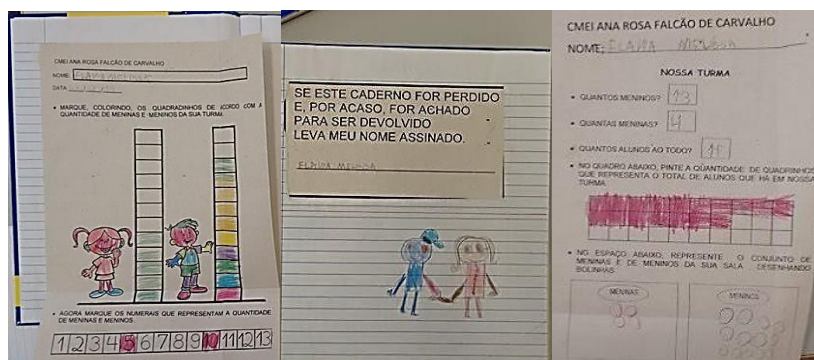 CMEI ANA ROSA FALCÃO DE CARVALHO
NOME:
DATA
• MARQUE, COLORINDO, OS QUADRADINHOS DE ACORDO COM A
QUANTIDADE DE MENINAS E MENINOS DA SUA TURMA.
• AGORA MARQUE OS NUMERAIS QUE REPRESENTAM A QUANTIDADE
DE MENINAS E MENINOS.
1 2 3 4 5 6 7 8 9 10 11 12 13
SE ESTE CADERNO FOR PERDIDO
E, POR ACASO, FOR ACHADO
PARA SER DEVOLVIDO
LEVA MEU NOME ASSINADO.
CMEI ANA ROSA FALCÃO DE CARVALHO
NOME:
NOSSA TURMA
• QUANTOS MENINOS? 13
• QUANTAS MENINAS? 4
• QUANTOS ALUNOS AO TODO?
• NO QUADRO ABAIXO, PINTE A QUANTIDADE DE QUADRINHOS
QUE REPRESENTA O TOTAL DE ALUNOS QUE HÁ EM NOSSA
TURMA
• NO ESPAÇO ABAIXO, REPRESENTE O CONJUNTO DE
MENINAS E DE MENINOS DA SUA SALA DESENHANDO
BOLINHAS.
MENINAS
MENINOS